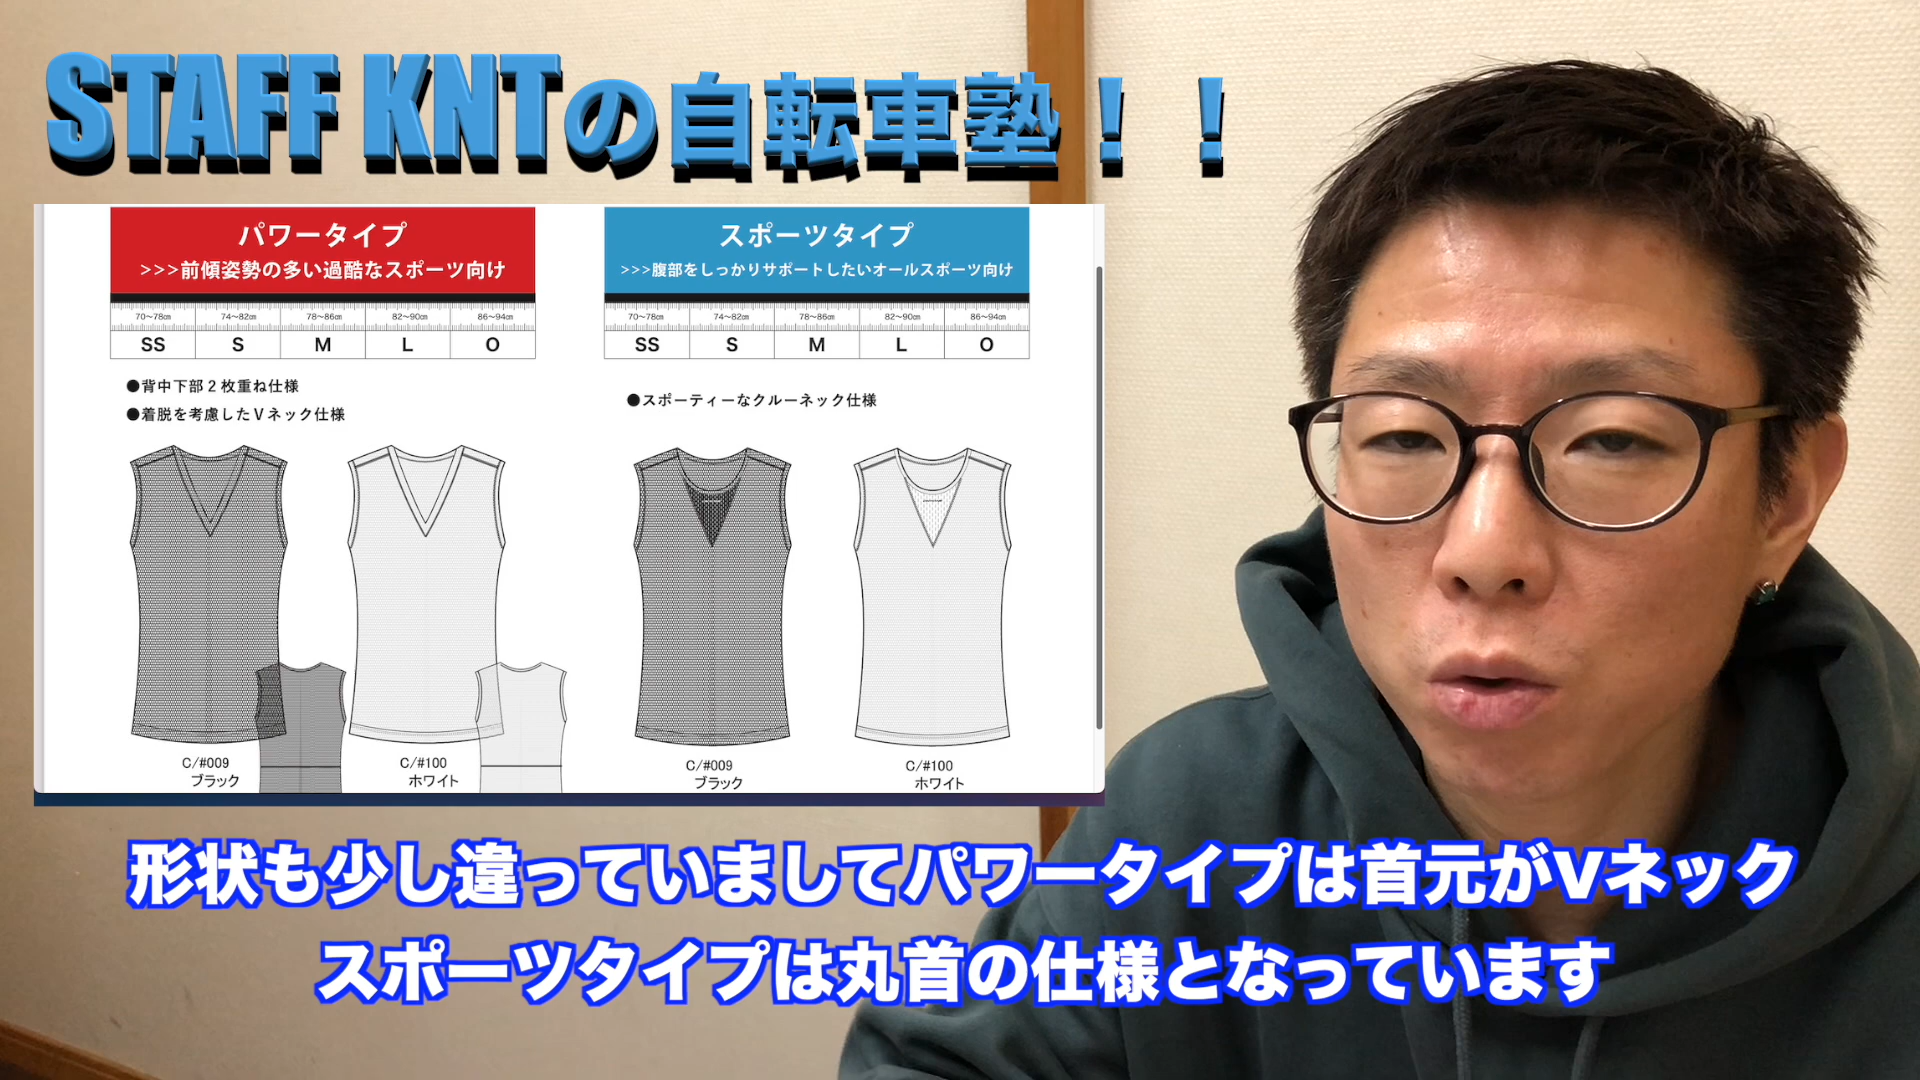 STAFF KNTの自転車塾！！
パワータイプ
>>>前傾姿勢の多い過酷なスポーツ向け
70〜78㎝ 74〜82㎝ 78〜86㎝ 82〜90㎝ 86〜94㎝
SS S M L O
●背中下部２枚重ね仕様
●着脱を考慮したＶネック仕様
C/#009
ブラック
C/#100
ホワイト
スポーツタイプ
>>>腹部をしっかりサポートしたいオールスポーツ向け
70〜78㎝ 74〜82㎝ 78〜86㎝ 82〜90㎝ 86〜94㎝
SS S M L O
●スポーティーなクルーネック仕様
C/#009
ブラック
C/#100
ホワイト
形状も少し違っていましてパワータイプは首元がVネック
スポーツタイプは丸首の仕様となっています